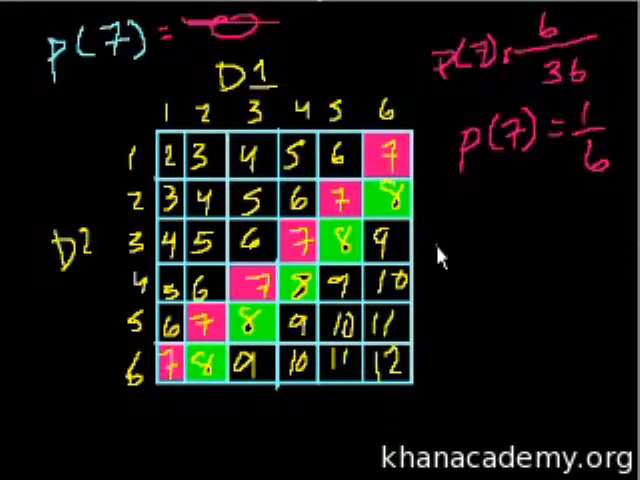 p(7) =
p(7) = 6/36
D1
1 2 3 4 5 6
p(7) = 1/6
1 2 3 4 5 6 7
2 3 4 5 6 7 8
D2
3 4 5 6 7 8 9
4 5 6 7 8 9 10
5 6 7 8 9 10 11
6 7 8 9 10 11 12
khanacademy.org